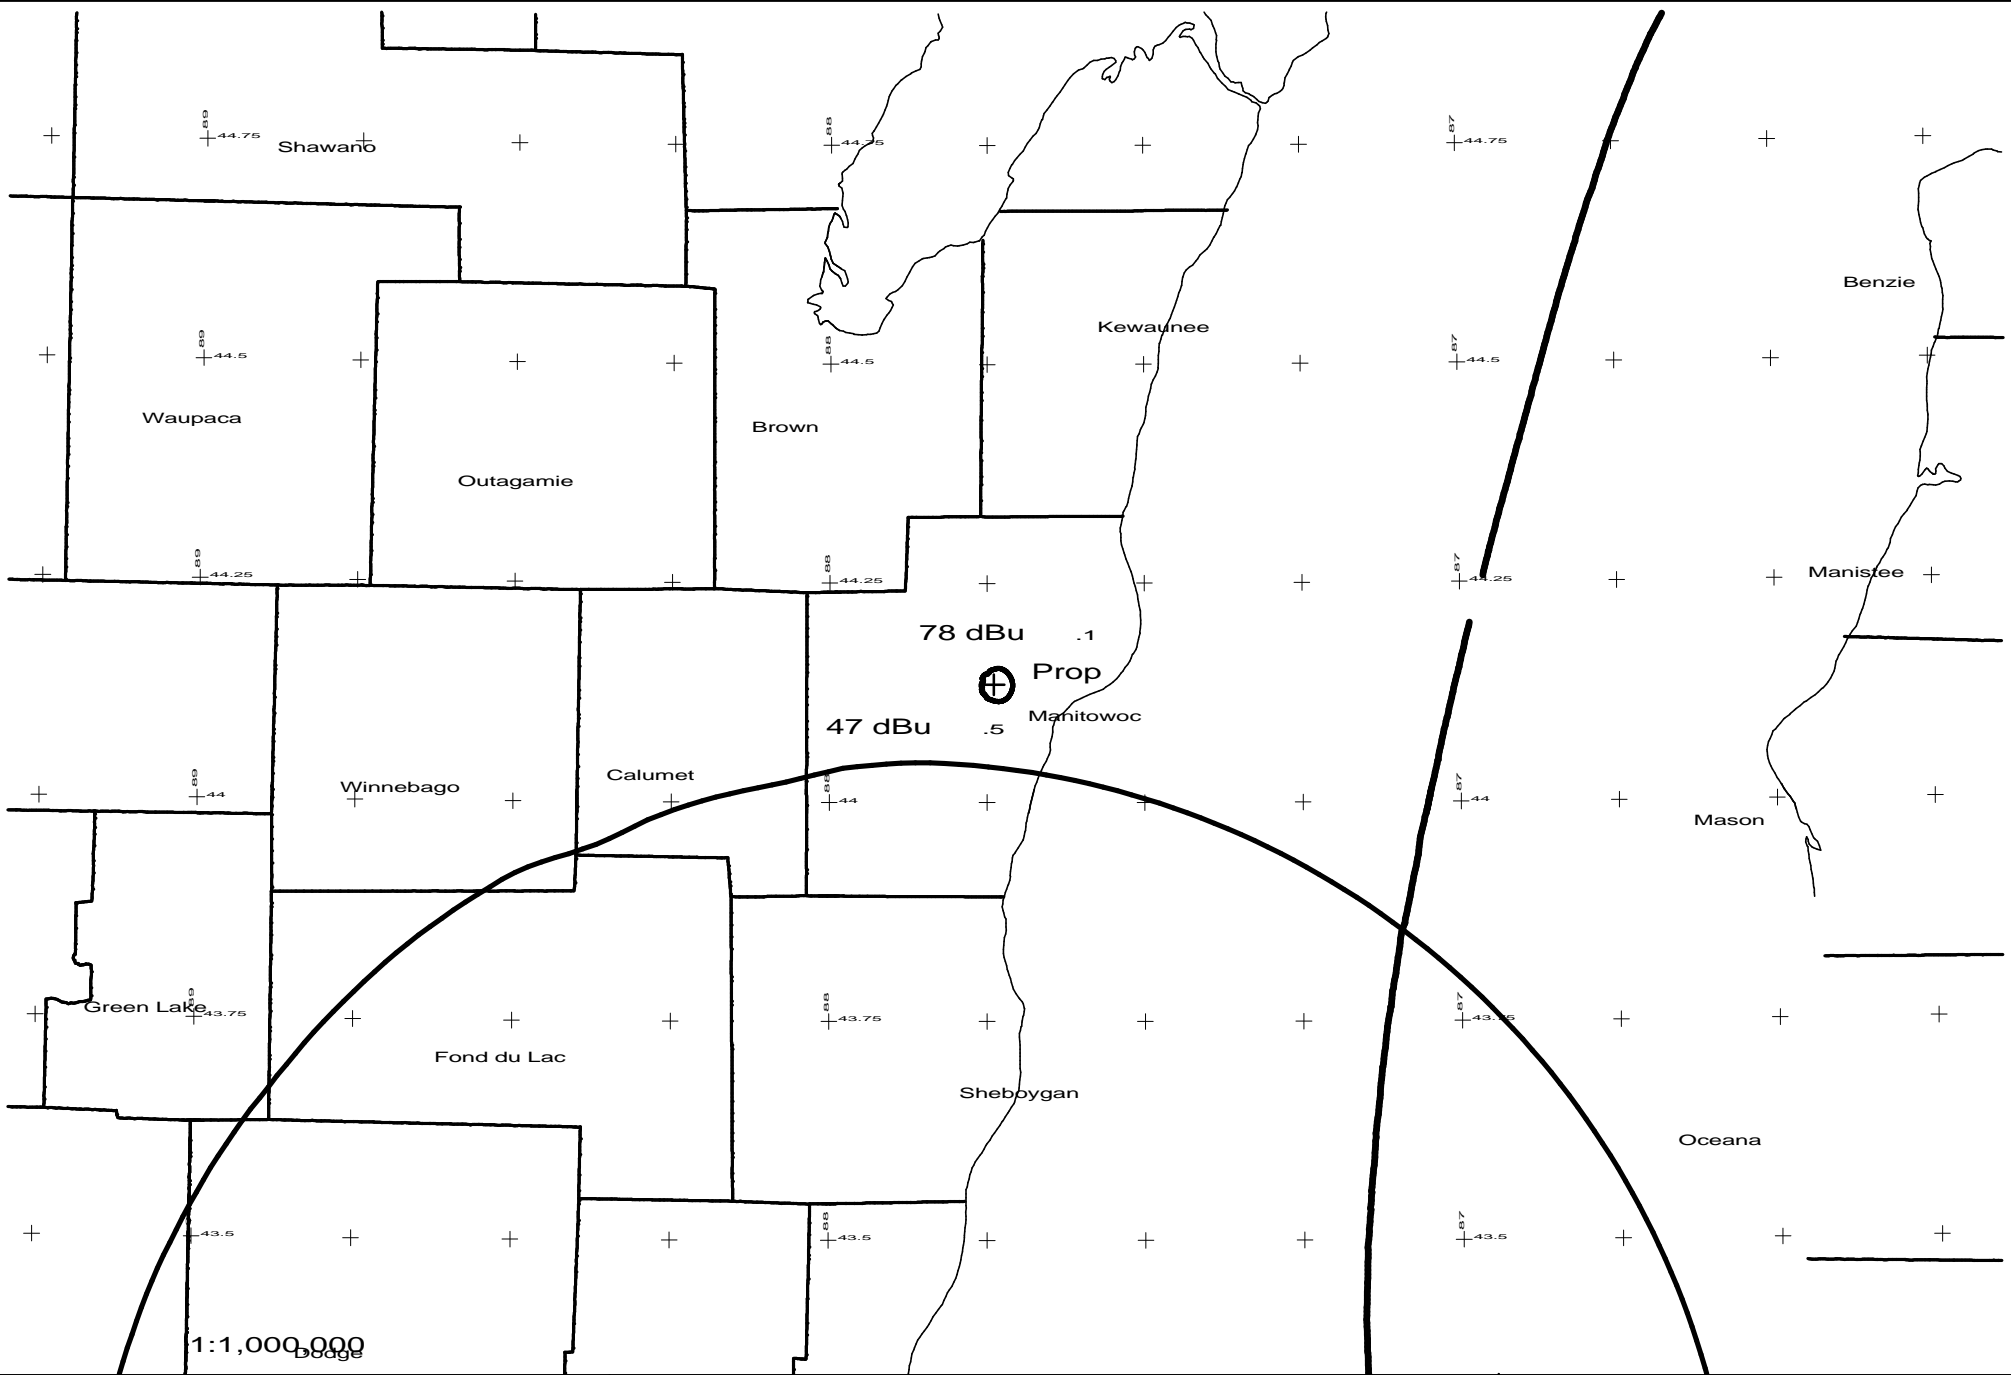 89
44.75
Shawano
88
44.75
87
44.75
Benzie
Kewaunee
89
44.5
88
44.5
87
44.5
Waupaca
Brown
Outagamie
89
44.25
88
44.25
87
44.25
Manistee
78 dBu .1
Prop
Manitowoc
47 dBu .5
Calumet
Winnebago
89
44
88
44
87
44
Mason
Green Lake
89
43.75
88
43.75
87
43.75
Fond du Lac
Sheboygan
Oceana
43.5
88
43.5
87
43.5
1:1,000,000
Dodge